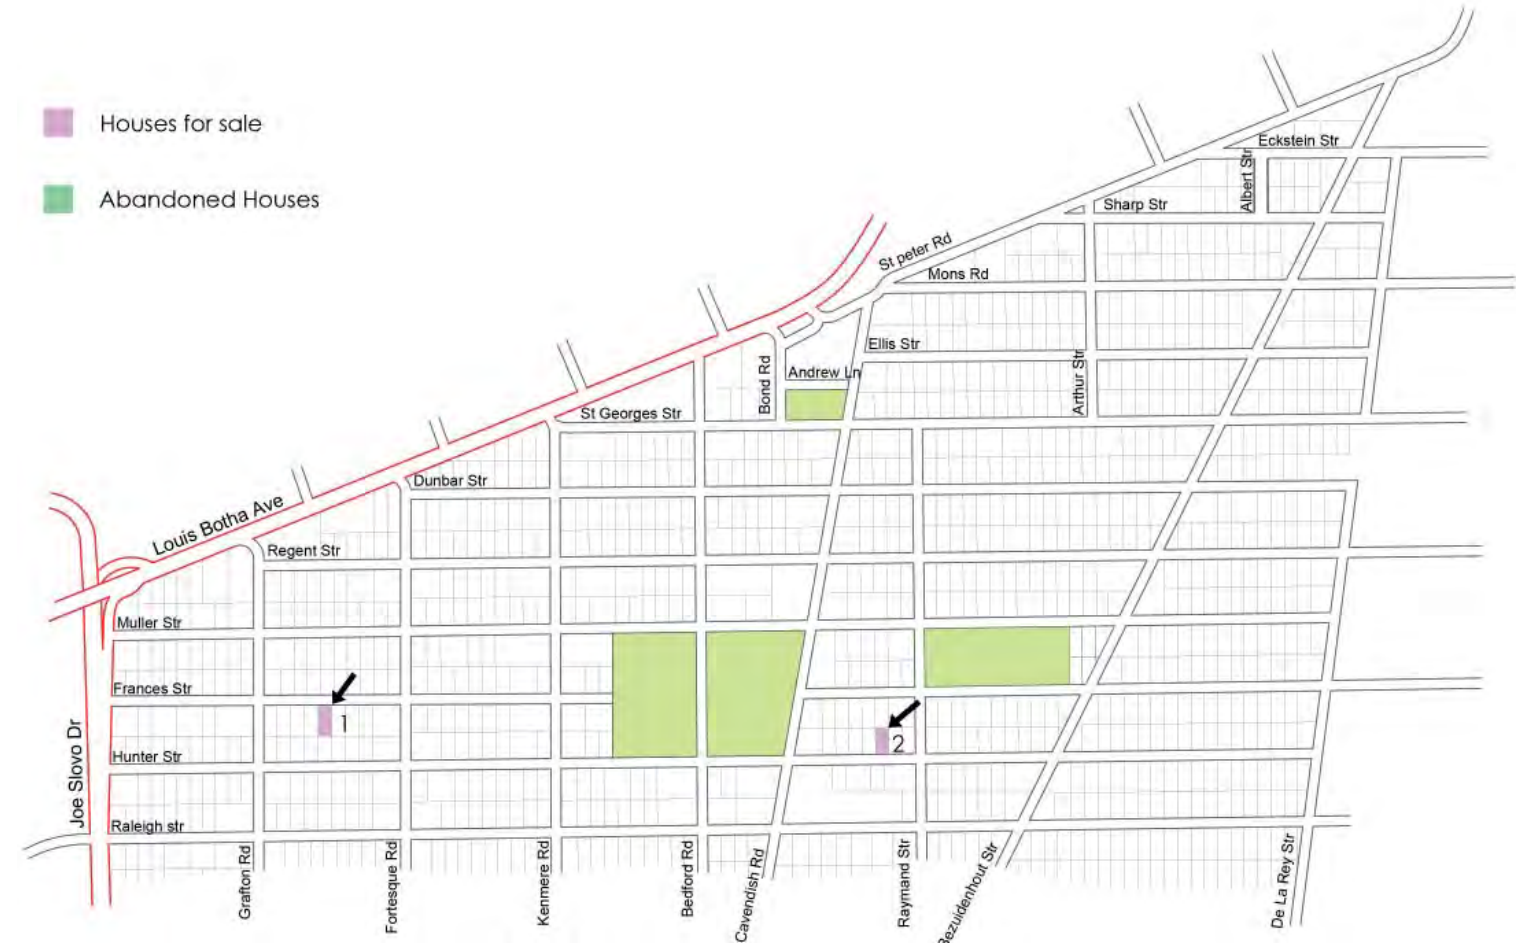 Houses for sale
Abandoned Houses
Eckstein Str
Albert Str
Sharp Str
St peter Rd
Mons Rd
Ellis Str
Andrew Ln
Bond Rd
Arthur Str
St Georges Str
Dunbar Str
Louis Botha Ave
Regent Str
Muller Str
Frances Str
1
2
Joe Slovo Dr
Hunter Str
Raleigh str
Grafton Rd
Fortesque Rd
Kenmere Rd
Bedford Rd
Cavendish Rd
Raymand Str
Bezuidenhout Str
De La Rey Str